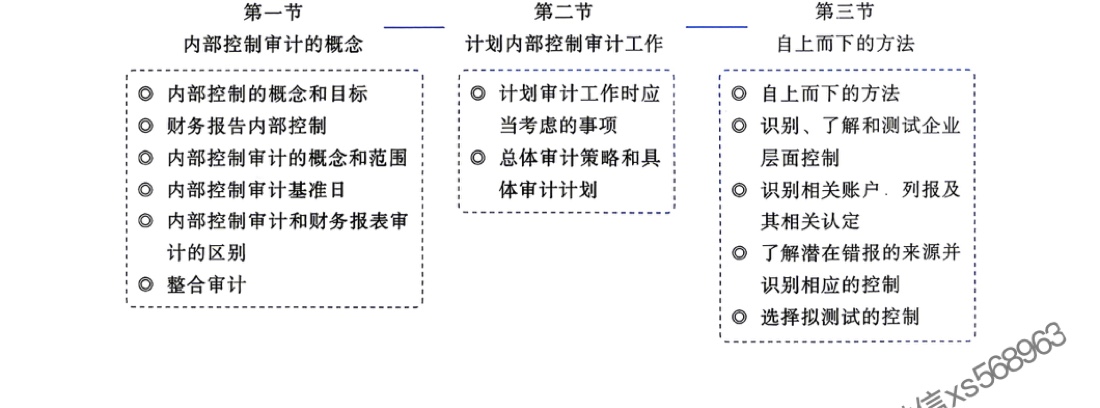 第一节
内部控制审计的概念
◎ 内部控制的概念和目标
◎ 财务报告内部控制
◎ 内部控制审计的概念和范围
◎ 内部控制审计基准日
◎ 内部控制审计和财务报表审
计的区别
◎ 整合审计
第二节
计划内部控制审计工作
◎ 计划审计工作时应
当考虑的事项
◎ 总体审计策略和具
体审计计划
第三节
自上而下的方法
◎ 自上而下的方法
◎ 识别、了解和测试企业
层面控制
◎ 识别相关账户﹒列报及
其相关认定
◎ 了解潜在错报的来源并
识别相应的控制
◎ 选择拟测试的控制
信xs568963